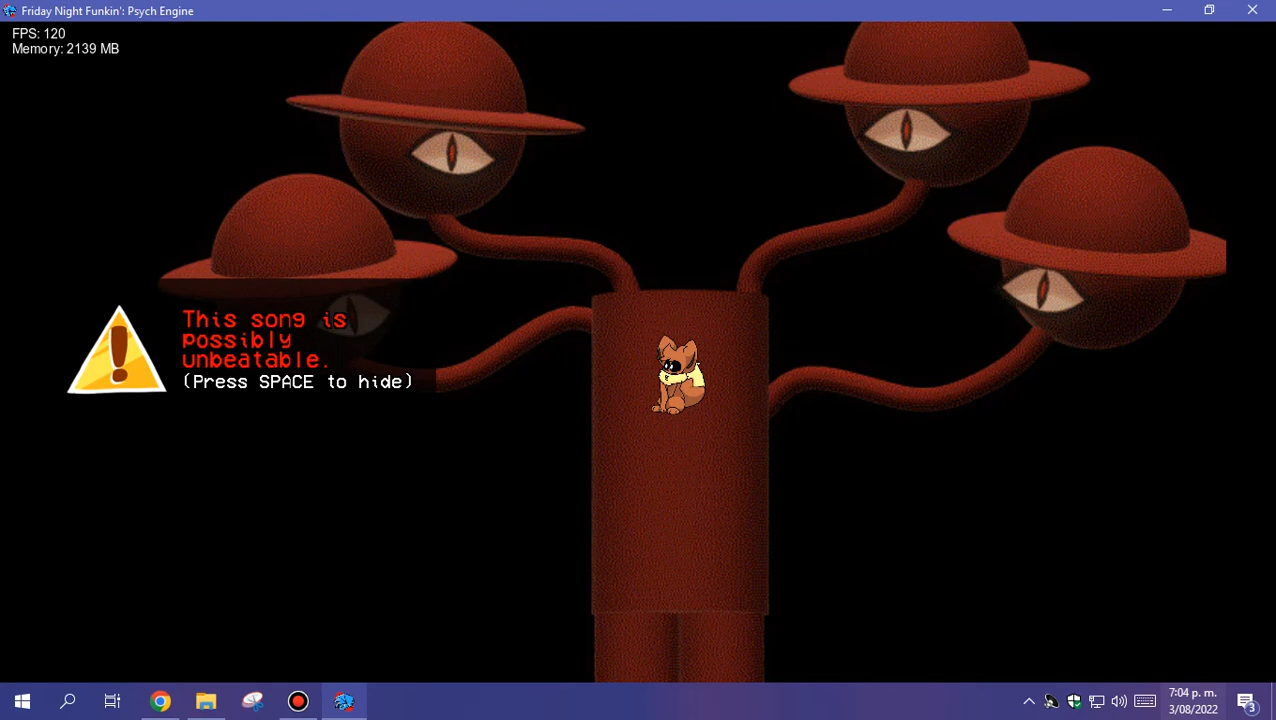 Friday Night Funkin': Psych Engine
FPS: 120
Memory: 2139 MB
This song is
possibly
unbeatable.
(Press SPACE to hide)
7:04 p. m.
3/08/2022
3